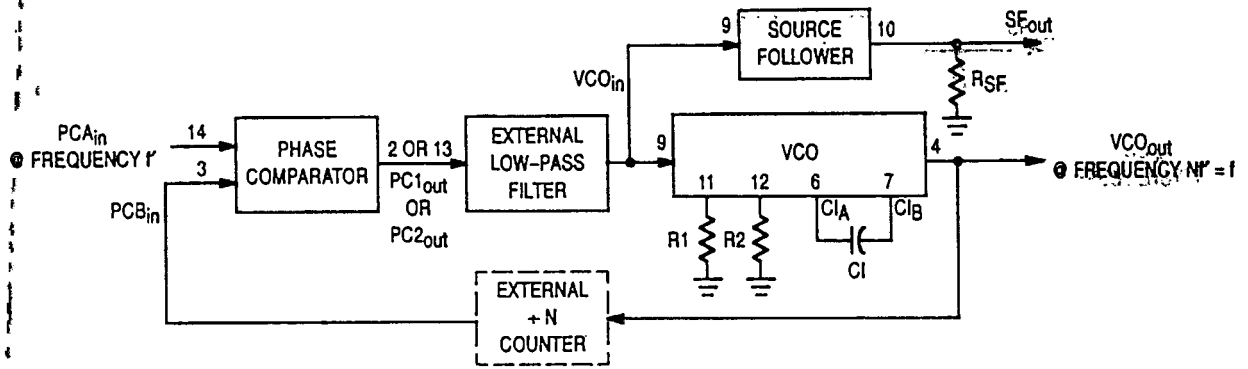 9
SOURCE
FOLLOWER
10
SFout
RSF
VCOin
PCAin
@ FREQUENCY f'
14
3
PHASE
COMPARATOR
2 OR 13
PC1out
OR
PC2out
EXTERNAL
LOW-PASS
FILTER
9
VCO
4
11
12
6
7
VCOout
@ FREQUENCY Nf' = f
PCBin
R1
R2
CIA
CIB
CI
EXTERNAL
÷ N
COUNTER